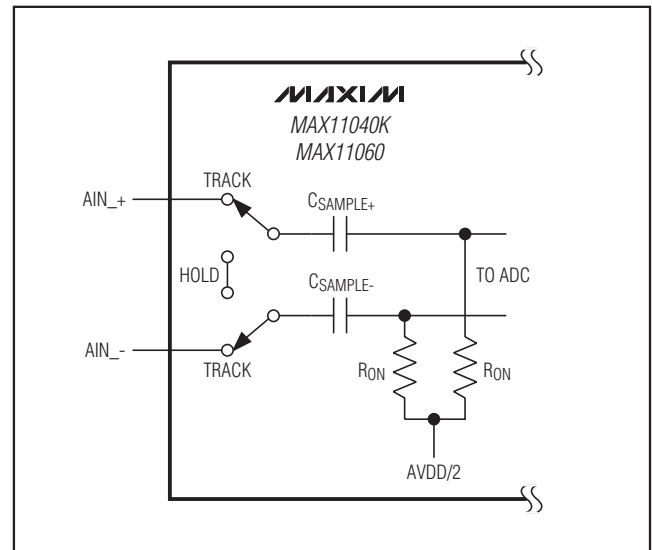 MAXIM
MAX11040K
MAX11060
TRACK
CSAMPLE+
AIN_+
HOLD
TO ADC
CSAMPLE-
AIN_-
TRACK
RON
RON
AVDD/2